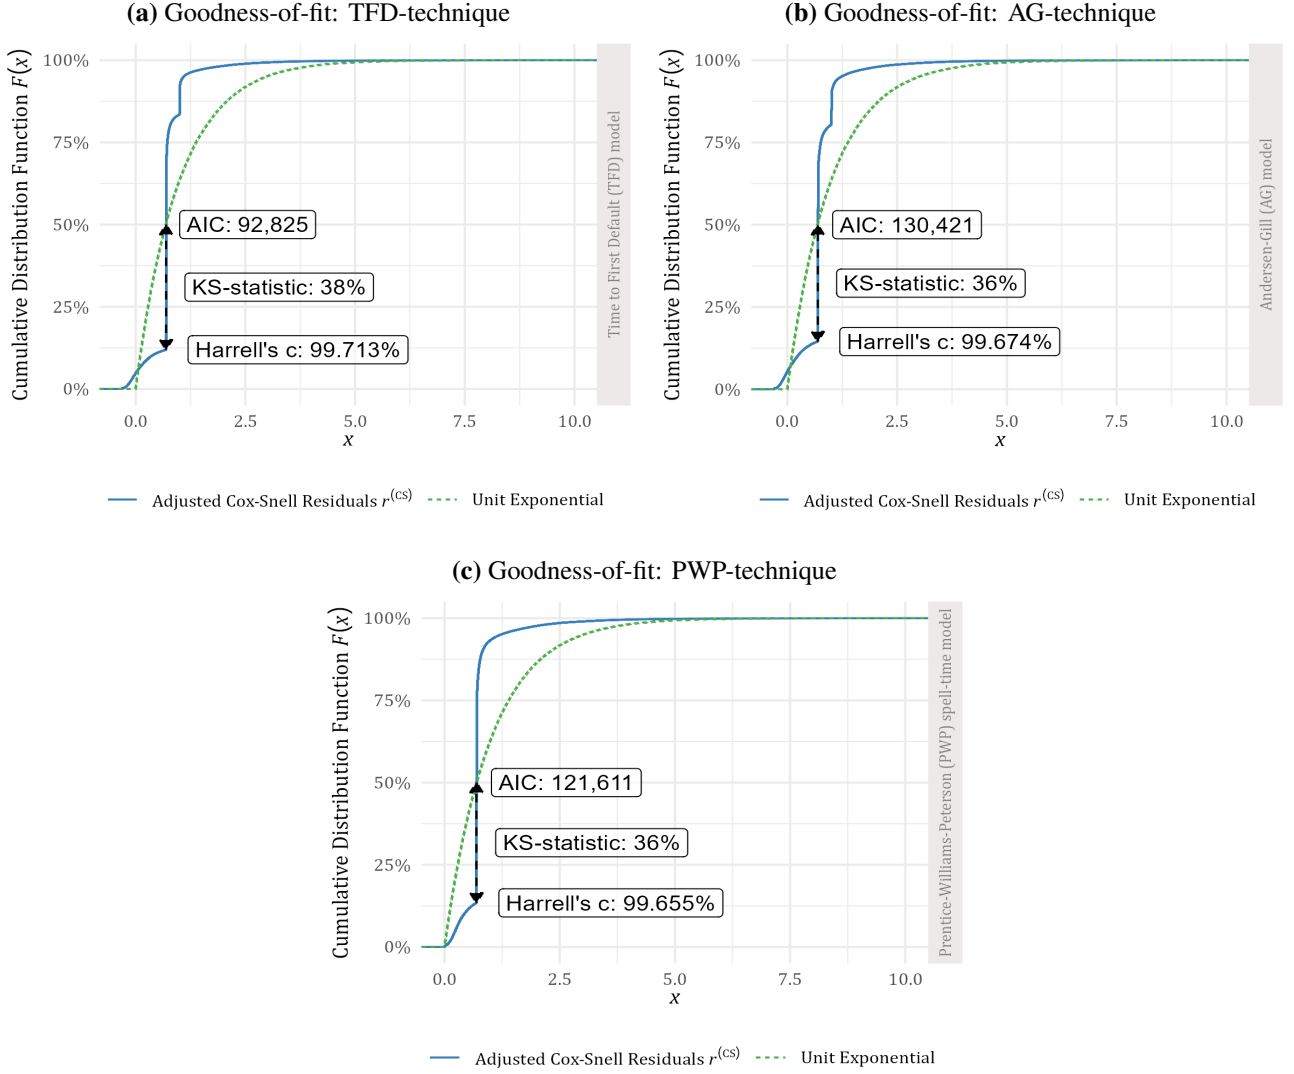 (a) Goodness-of-fit: TFD-technique
Cumulative Distribution Function F(x)
100%
75%
50%
25%
0%
AIC: 92,825
KS-statistic: 38%
Harrell's c: 99.713%
Time to First Default (TFD) model
0.0 2.5 5.0 7.5 10.0
x
Adjusted Cox-Snell Residuals r(CS) Unit Exponential
(b) Goodness-of-fit: AG-technique
Cumulative Distribution Function F(x)
100%
75%
50%
25%
0%
AIC: 130,421
KS-statistic: 36%
Harrell's c: 99.674%
Andersen-Gill (AG) model
0.0 2.5 5.0 7.5 10.0
x
Adjusted Cox-Snell Residuals r(CS) Unit Exponential
(c) Goodness-of-fit: PWP-technique
Cumulative Distribution Function F(x)
100%
75%
50%
25%
0%
AIC: 121,611
KS-statistic: 36%
Harrell's c: 99.655%
Prentice-Williams-Peterson (PWP) spell-time model
0.0 2.5 5.0 7.5 10.0
x
Adjusted Cox-Snell Residuals r(CS) Unit Exponential